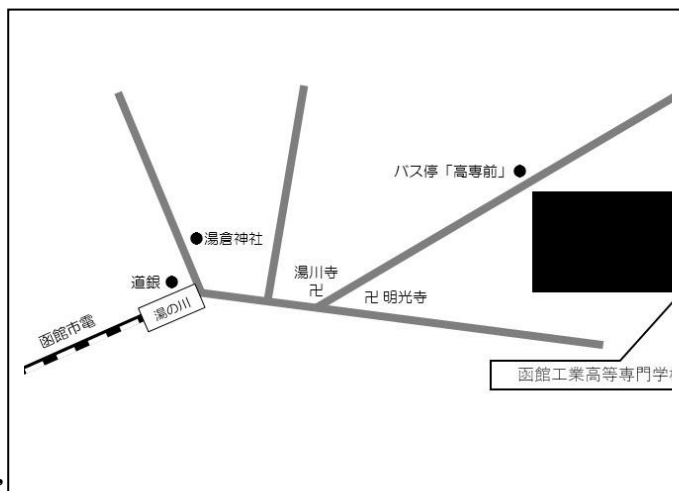 バス停「高専前」
湯倉神社
湯川寺
卍
卍 明光寺
道銀
湯の川
函館市電
函館工業高等専門学